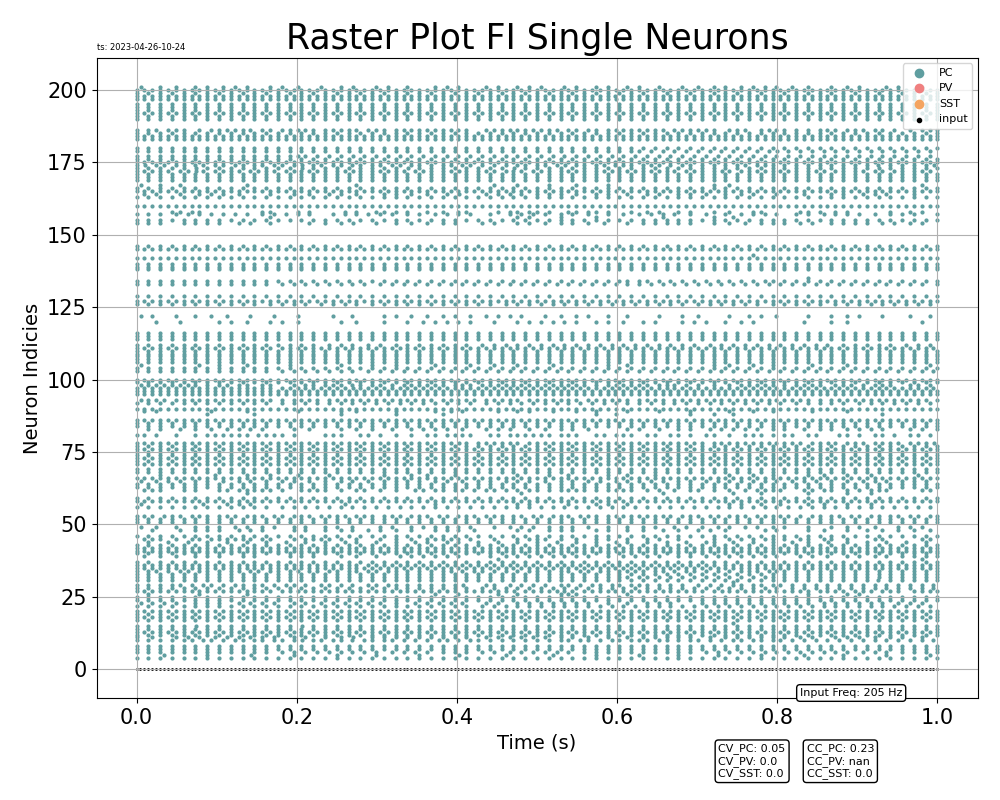 Raster Plot FI Single Neurons
ts: 2023-04-26-10-24
PC
PV
SST
input
200
175
150
125
100
75
50
25
0
Neuron Indicies
0.0 0.2 0.4 0.6 0.8 1.0
Time (s)
Input Freq: 205 Hz
CV_PC: 0.05
CV_PV: 0.0
CV_SST: 0.0
CC_PC: 0.23
CC_PV: nan
CC_SST: 0.0